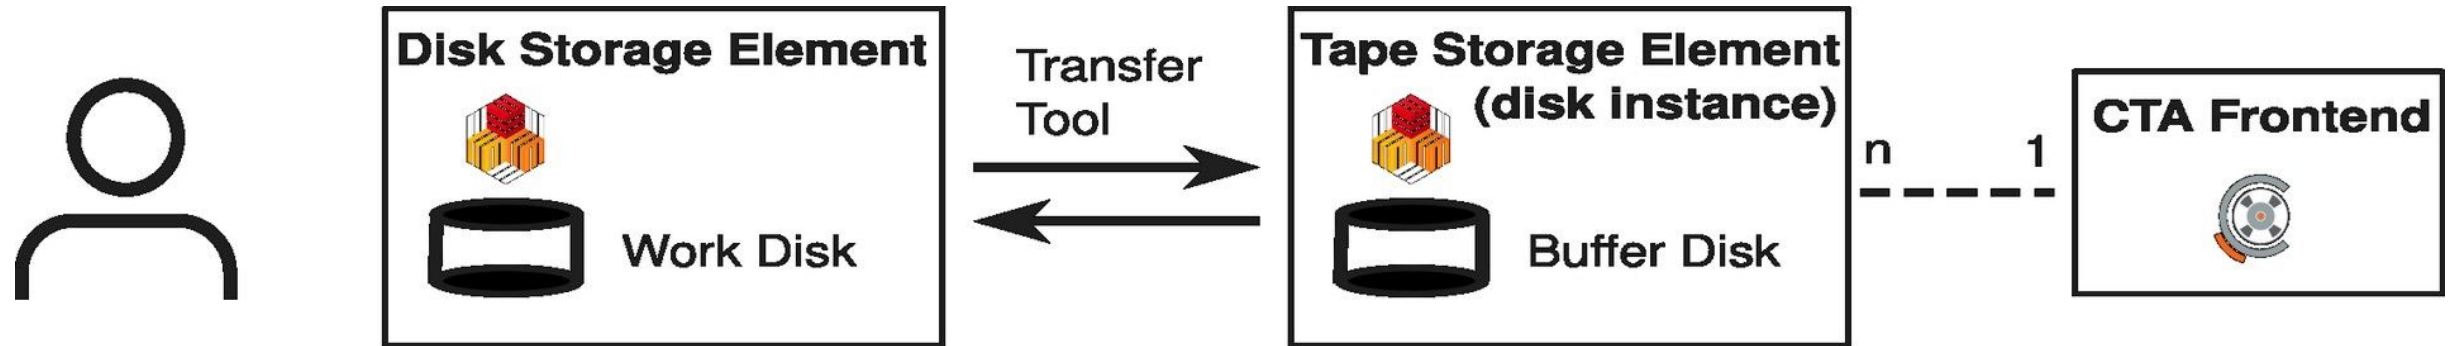 Disk Storage Element
Work Disk
Transfer
Tool
Tape Storage Element
(disk instance)
Buffer Disk
n
1
CTA Frontend